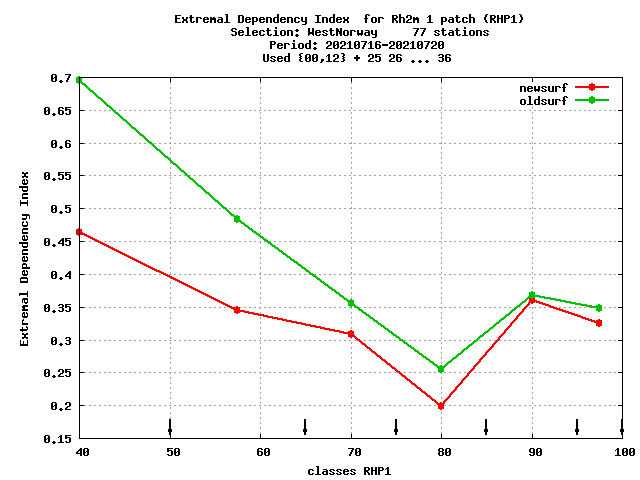 Extremal Dependency Index  for Rh2m 1 patch (RHP1)
Selection: WestNorway     77 stations
Period: 20210716-20210720
Used {00,12} + 25 26 ... 36
newsurf
oldsurf
0.7
0.65
0.6
0.55
0.5
0.45
0.4
0.35
0.3
0.25
0.2
0.15
Extremal Dependency Index
40 50 60 70 80 90 100
classes RHP1